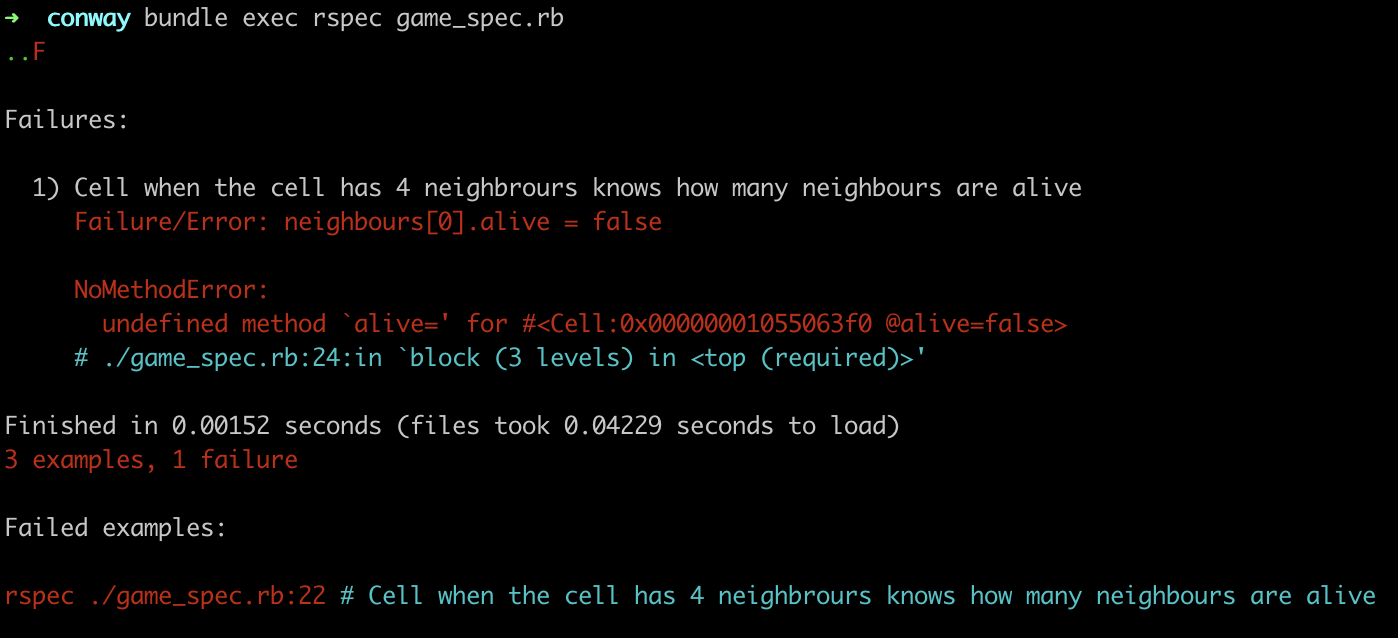 ➜  conway bundle exec rspec game_spec.rb
..F
Failures:
1) Cell when the cell has 4 neighbrours knows how many neighbours are alive
Failure/Error: neighbours[0].alive = false
NoMethodError:
undefined method `alive=' for #<Cell:0x00000001055063f0 @alive=false>
# ./game_spec.rb:24:in `block (3 levels) in <top (required)>'
Finished in 0.00152 seconds (files took 0.04229 seconds to load)
3 examples, 1 failure
Failed examples:
rspec ./game_spec.rb:22 # Cell when the cell has 4 neighbrours knows how many neighbours are alive